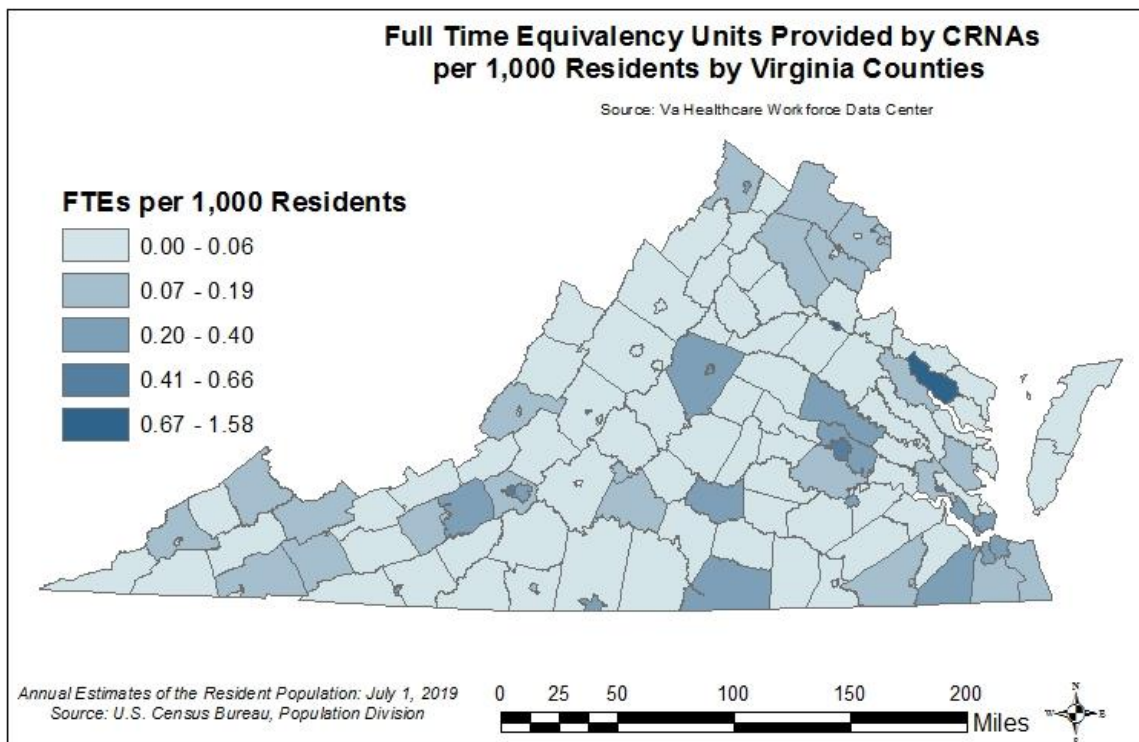 Full Time Equivalency Units Provided by CRNAs
per 1,000 Residents by Virginia Counties
Source: Va Healthcare Workforce Data Center
FTEs per 1,000 Residents
0.00 - 0.06
0.07 - 0.19
0.20 - 0.40
0.41 - 0.66
0.67 - 1.58
Annual Estimates of the Resident Population: July 1, 2019
Source: U.S. Census Bureau, Population Division
0 25 50 100 150 200
Miles
N
W E
S